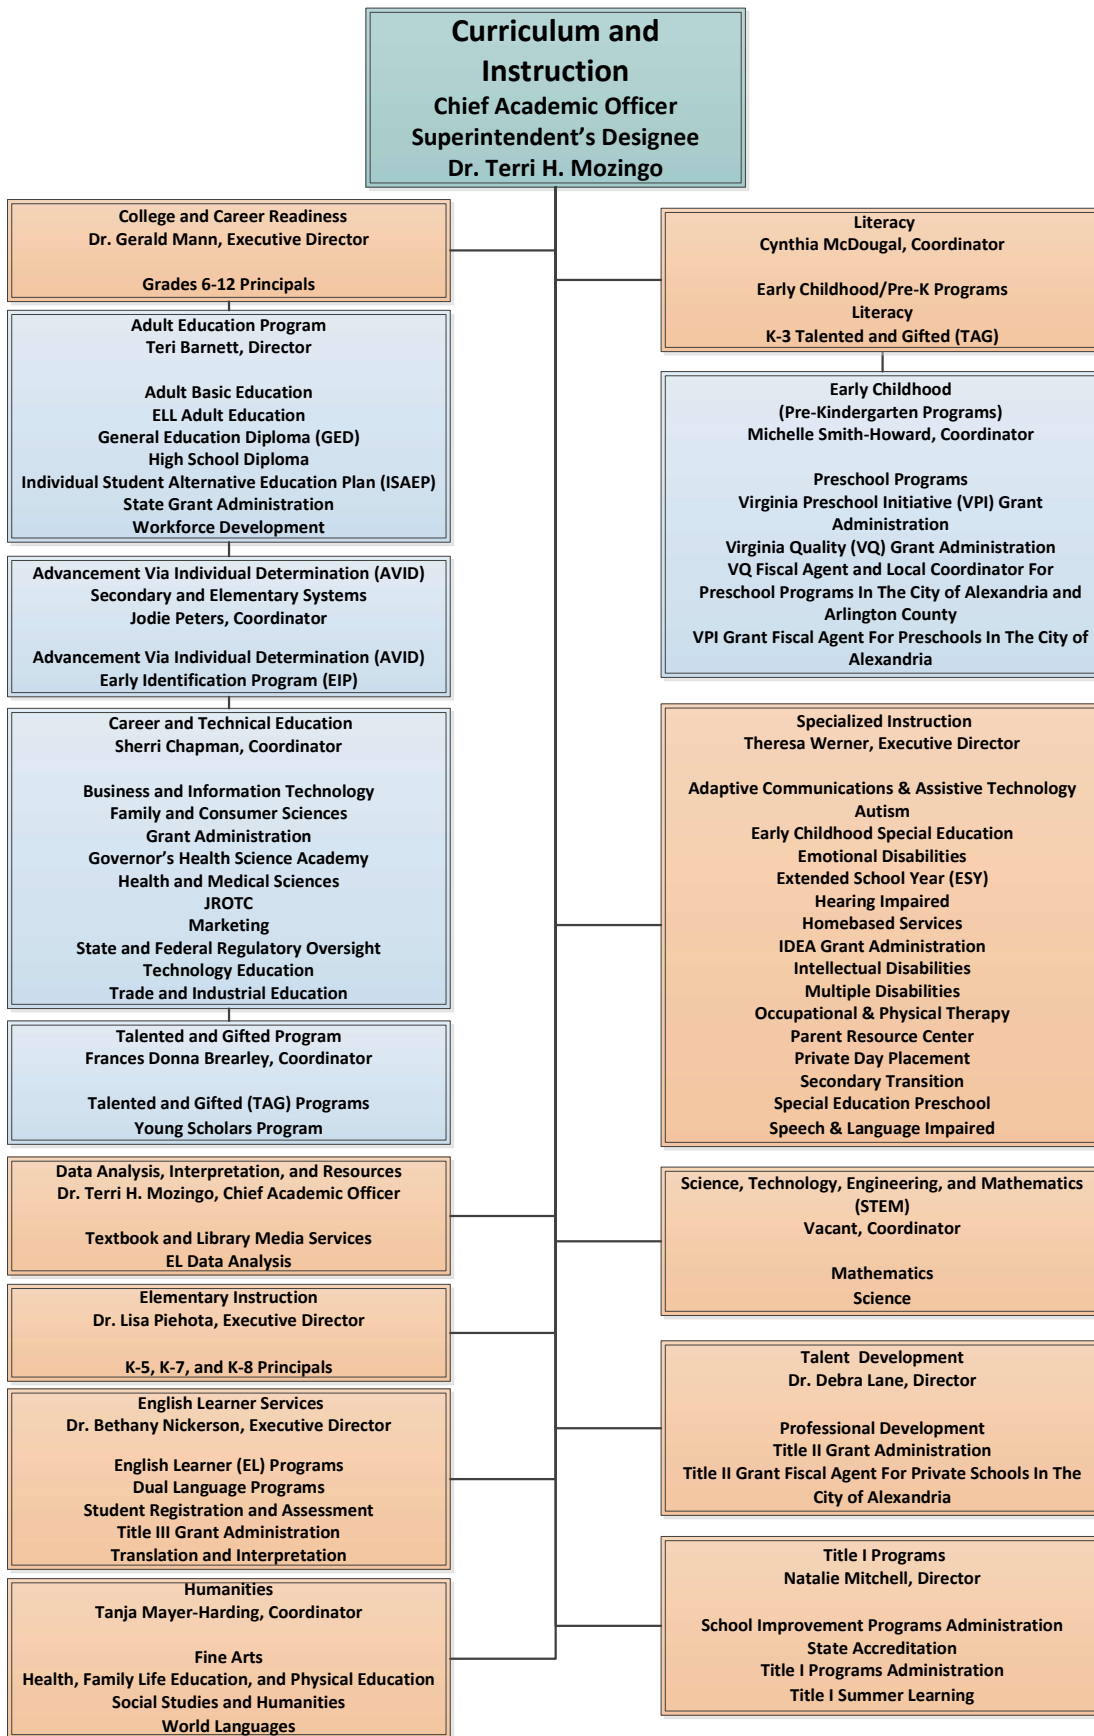 Curriculum and
Instruction
Chief Academic Officer
Superintendent’s Designee
Dr. Terri H. Mozingo
College and Career Readiness
Dr. Gerald Mann, Executive Director
Grades 6-12 Principals
Adult Education Program
Teri Barnett, Director
Adult Basic Education
ELL Adult Education
General Education Diploma (GED)
High School Diploma
Individual Student Alternative Education Plan (ISAEP)
State Grant Administration
Workforce Development
Advancement Via Individual Determination (AVID)
Secondary and Elementary Systems
Jodie Peters, Coordinator
Advancement Via Individual Determination (AVID)
Early Identification Program (EIP)
Career and Technical Education
Sherri Chapman, Coordinator
Business and Information Technology
Family and Consumer Sciences
Grant Administration
Governor’s Health Science Academy
Health and Medical Sciences
JROTC
Marketing
State and Federal Regulatory Oversight
Technology Education
Trade and Industrial Education
Talented and Gifted Program
Frances Donna Brearley, Coordinator
Talented and Gifted (TAG) Programs
Young Scholars Program
Data Analysis, Interpretation, and Resources
Dr. Terri H. Mozingo, Chief Academic Officer
Textbook and Library Media Services
EL Data Analysis
Elementary Instruction
Dr. Lisa Piehota, Executive Director
K-5, K-7, and K-8 Principals
English Learner Services
Dr. Bethany Nickerson, Executive Director
English Learner (EL) Programs
Dual Language Programs
Student Registration and Assessment
Title III Grant Administration
Translation and Interpretation
Humanities
Tanja Mayer-Harding, Coordinator
Fine Arts
Health, Family Life Education, and Physical Education
Social Studies and Humanities
World Languages
Literacy
Cynthia McDougal, Coordinator
Early Childhood/Pre-K Programs
Literacy
K-3 Talented and Gifted (TAG)
Early Childhood
(Pre-Kindergarten Programs)
Michelle Smith-Howard, Coordinator
Preschool Programs
Virginia Preschool Initiative (VPI) Grant
Administration
Virginia Quality (VQ) Grant Administration
VQ Fiscal Agent and Local Coordinator For
Preschool Programs In The City of Alexandria and
Arlington County
VPI Grant Fiscal Agent For Preschools In The City of
Alexandria
Specialized Instruction
Theresa Werner, Executive Director
Adaptive Communications & Assistive Technology
Autism
Early Childhood Special Education
Emotional Disabilities
Extended School Year (ESY)
Hearing Impaired
Homebased Services
IDEA Grant Administration
Intellectual Disabilities
Multiple Disabilities
Occupational & Physical Therapy
Parent Resource Center
Private Day Placement
Secondary Transition
Special Education Preschool
Speech & Language Impaired
Science, Technology, Engineering, and Mathematics
(STEM)
Vacant, Coordinator
Mathematics
Science
Talent Development
Dr. Debra Lane, Director
Professional Development
Title II Grant Administration
Title II Grant Fiscal Agent For Private Schools In The
City of Alexandria
Title I Programs
Natalie Mitchell, Director
School Improvement Programs Administration
State Accreditation
Title I Programs Administration
Title I Summer Learning